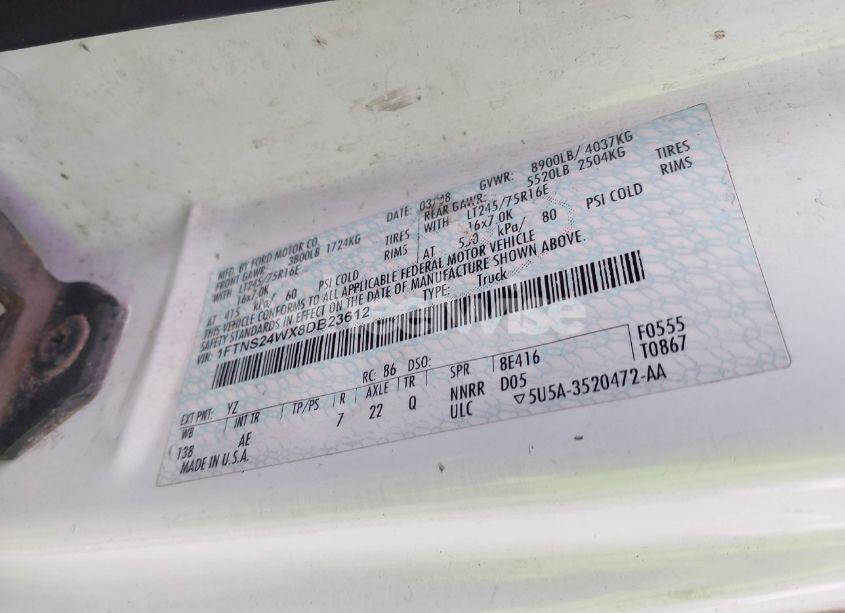 MFD. BY FORD MOTOR CO.
DATE: 03/08 GVWR: 8900LB/ 4037KG
FRONT GAWR: 3800LB 1724KG REAR GAWR: 5520LB 2504KG
WITH LT245/75R16E TIRES WITH LT245/75R16E TIRES
16x7.0K RIMS 16x7.0K RIMS
AT 415 kPa/ 60 PSI COLD AT 550 kPa/ 80 PSI COLD
THIS VEHICLE CONFORMS TO ALL APPLICABLE FEDERAL MOTOR VEHICLE
SAFETY STANDARDS IN EFFECT ON THE DATE OF MANUFACTURE SHOWN ABOVE.
VIN: 1FTNS24WX8DB23612 TYPE: Truck
EXT PNT: YZ RC: 86 DSO: SPR 8E416 F0555
WB INT TR TP/PS R AXLE TR NNRR D05 T0867
138 AE 7 22 Q ULC ▽5U5A-3520472-AA
MADE IN U.S.A.